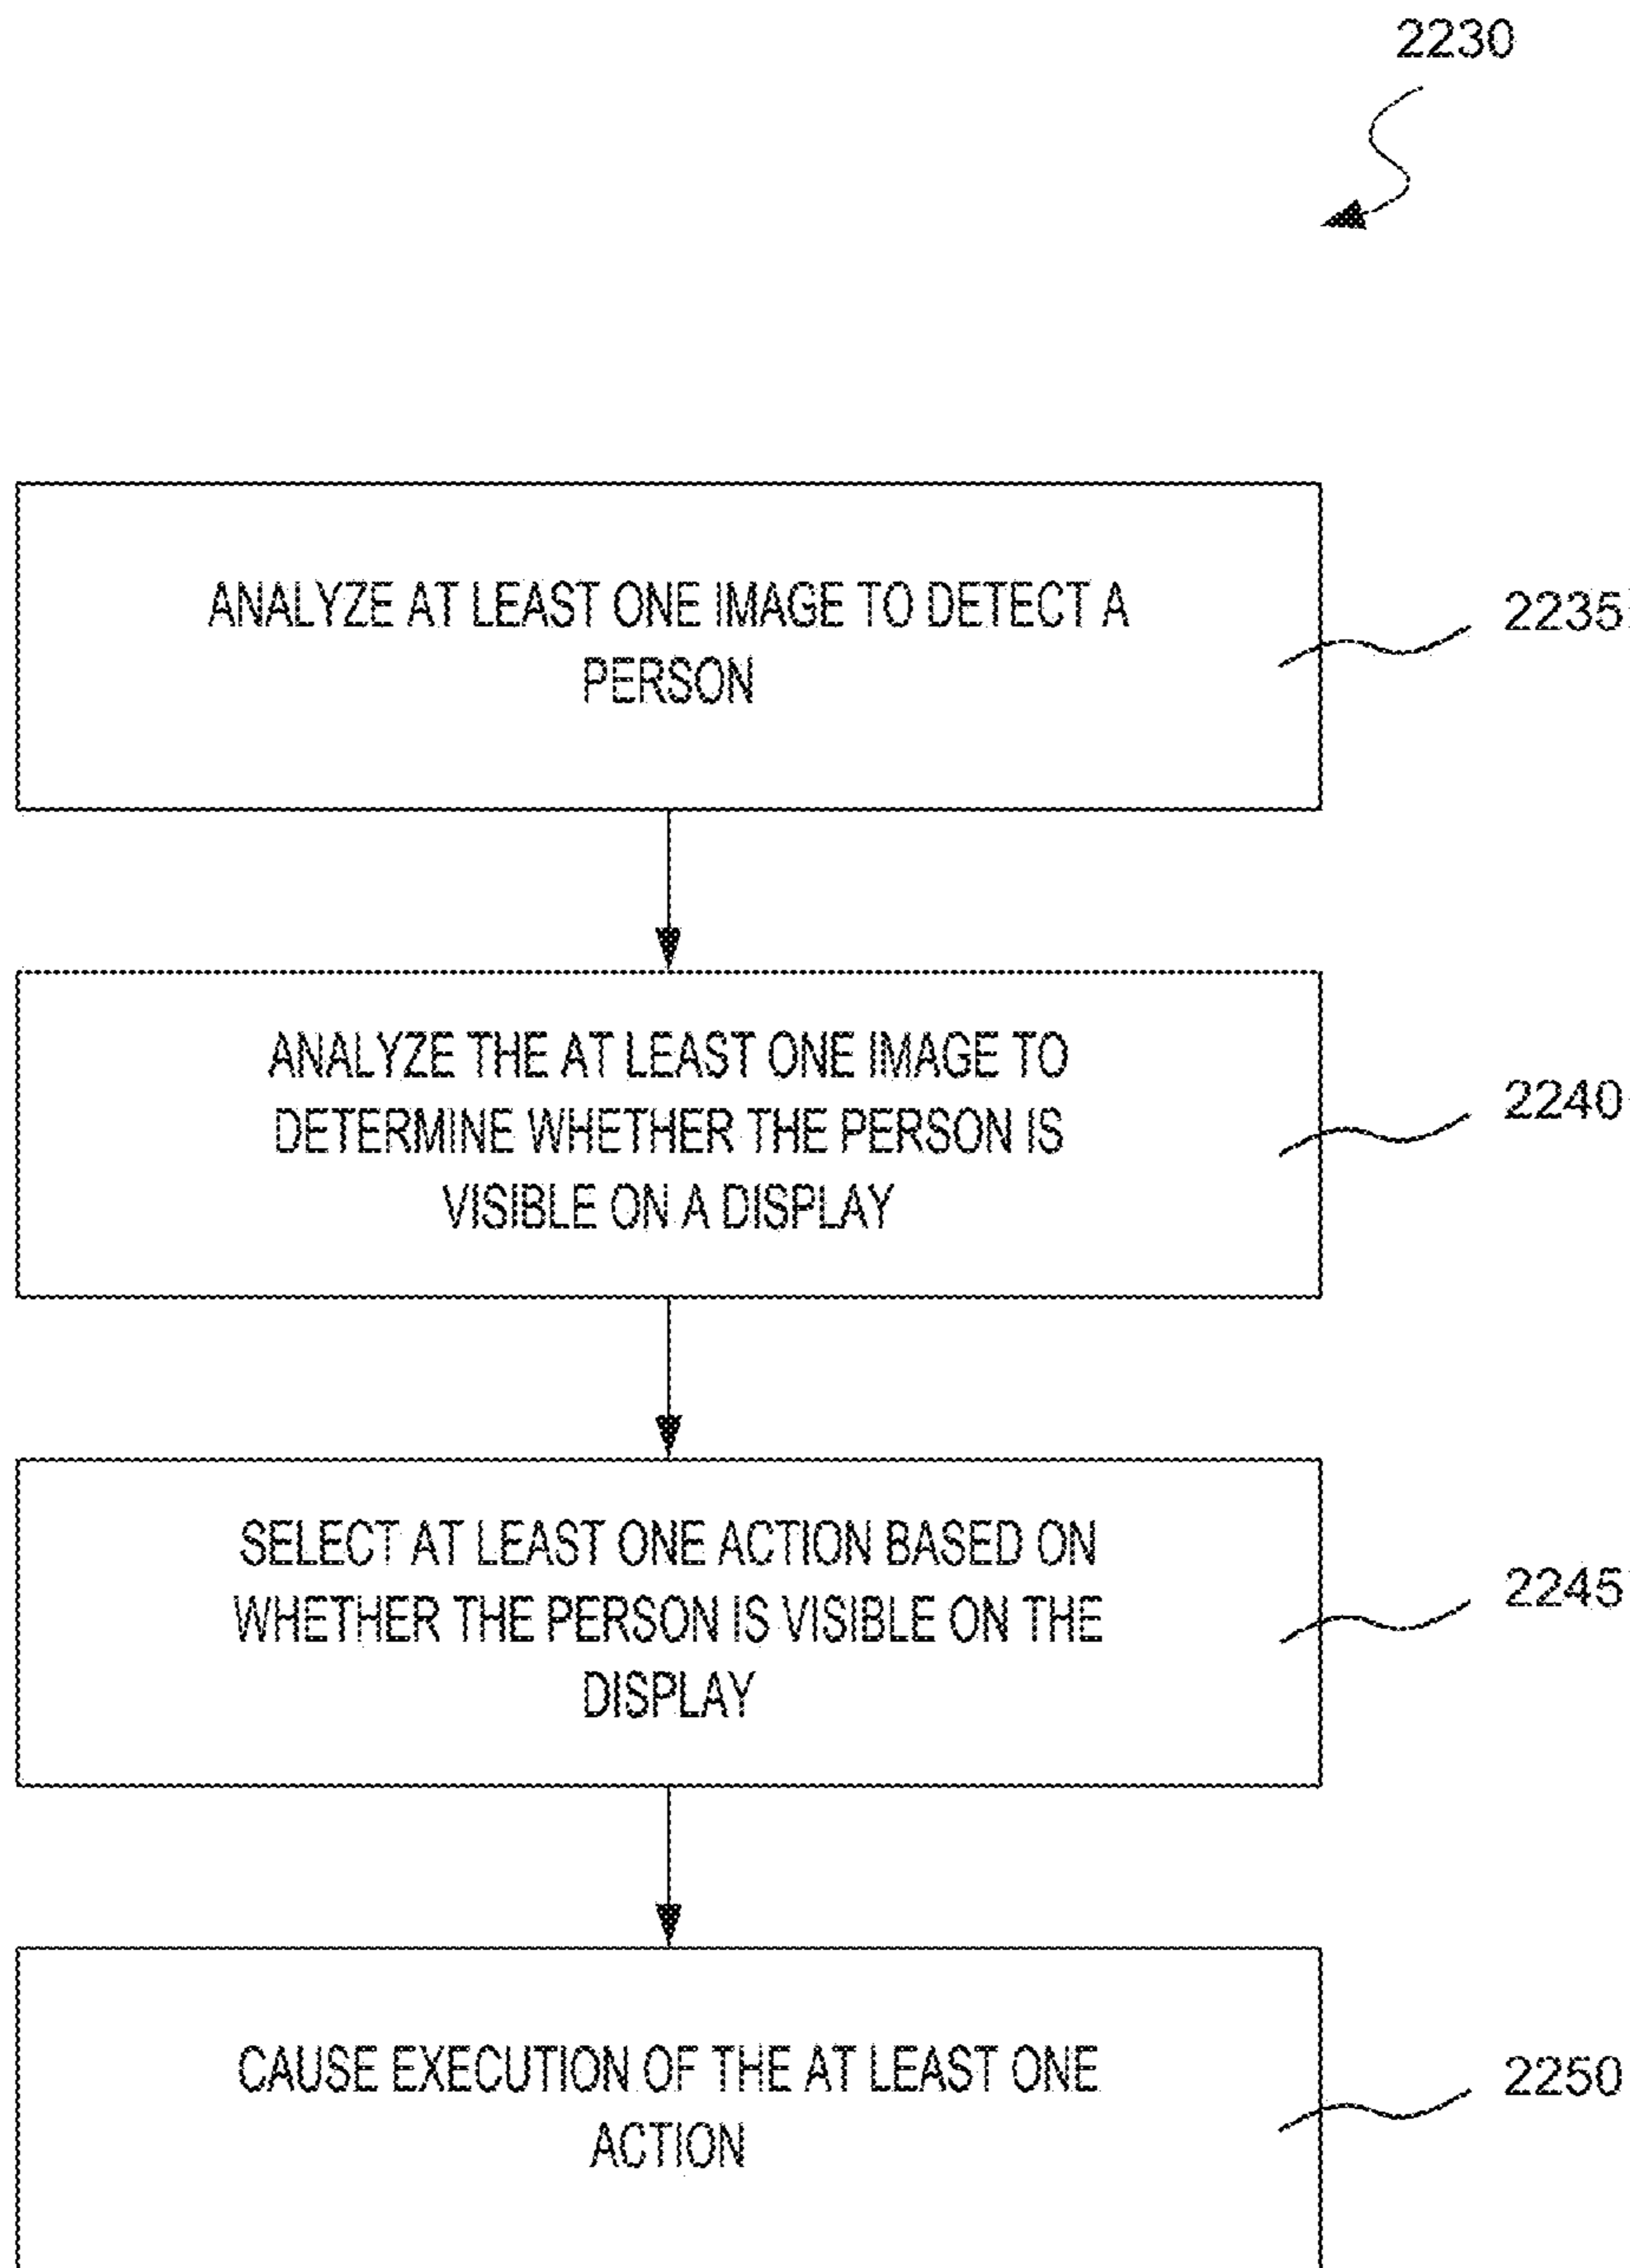 2230
ANALYZE AT LEAST ONE IMAGE TO DETECT A
PERSON
2235
ANALYZE THE AT LEAST ONE IMAGE TO
DETERMINE WHETHER THE PERSON IS
VISIBLE ON A DISPLAY
2240
SELECT AT LEAST ONE ACTION BASED ON
WHETHER THE PERSON IS VISIBLE ON THE
DISPLAY
2245
CAUSE EXECUTION OF THE AT LEAST ONE
ACTION
2250